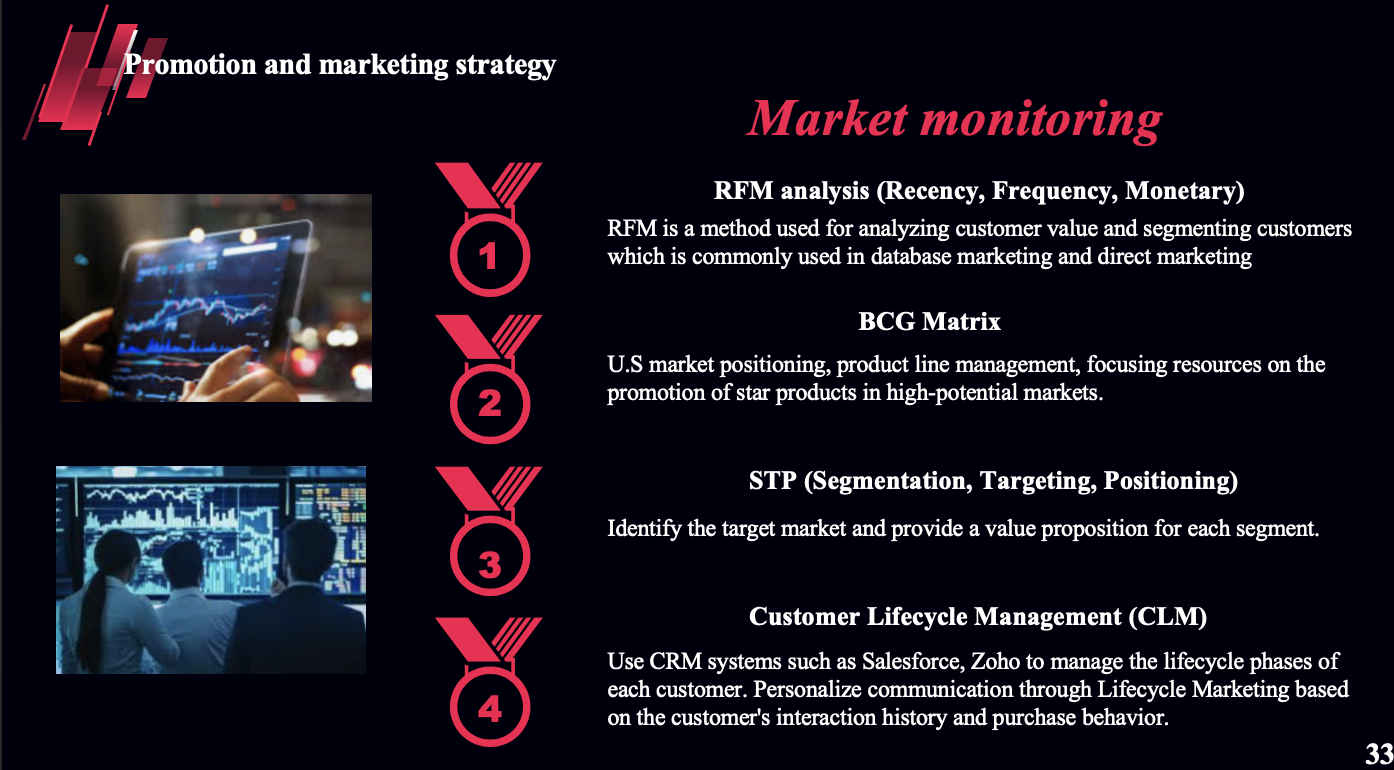 Promotion and marketing strategy
Market monitoring
1
RFM analysis (Recency, Frequency, Monetary)
RFM is a method used for analyzing customer value and segmenting customers
which is commonly used in database marketing and direct marketing
2
BCG Matrix
U.S market positioning, product line management, focusing resources on the
promotion of star products in high-potential markets.
3
STP (Segmentation, Targeting, Positioning)
Identify the target market and provide a value proposition for each segment.
4
Customer Lifecycle Management (CLM)
Use CRM systems such as Salesforce, Zoho to manage the lifecycle phases of
each customer. Personalize communication through Lifecycle Marketing based
on the customer's interaction history and purchase behavior.
33